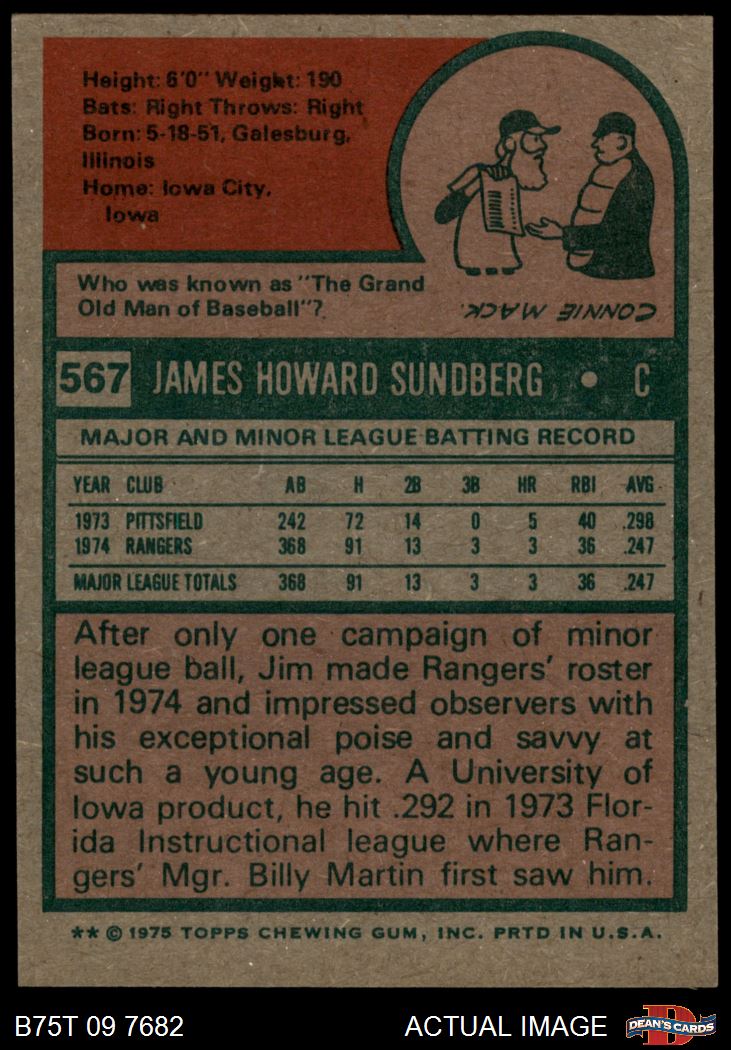 Height: 6'0" Weight: 190
Bats: Right Throws: Right
Born: 5-18-51, Galesburg,
Illinois
Home: Iowa City,
Iowa
Who was known as "The Grand
Old Man of Baseball"?
CONNIE MACK.
567 JAMES HOWARD SUNDBERG • C
MAJOR AND MINOR LEAGUE BATTING RECORD
YEAR CLUB AB H 2B 3B HR RBI AVG.
1973 PITTSFIELD 242 72 14 0 5 40 .298
1974 RANGERS 368 91 13 3 3 36 .247
MAJOR LEAGUE TOTALS 368 91 13 3 3 36 .247
After only one campaign of minor
league ball, Jim made Rangers' roster
in 1974 and impressed observers with
his exceptional poise and savvy at
such a young age. A University of
Iowa product, he hit .292 in 1973 Flor-
ida Instructional league where Ran-
gers' Mgr. Billy Martin first saw him.
** © 1975 TOPPS CHEWING GUM, INC. PRTD IN U.S.A.
B75T 09 7682 ACTUAL IMAGE
DEAN'S CARDS